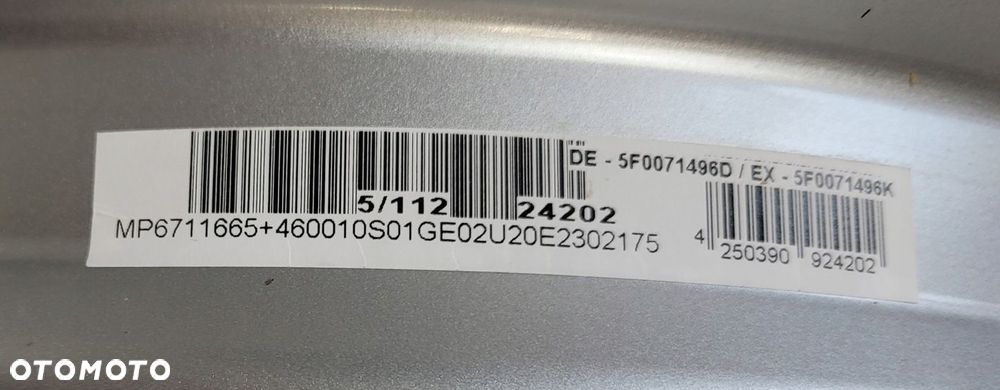 DE - 5F0071496D / EX - 5F0071496K
5/112 24202
MP6711665+460010S01GE02U20E2302175
4 250390 924202
OTOMOTO